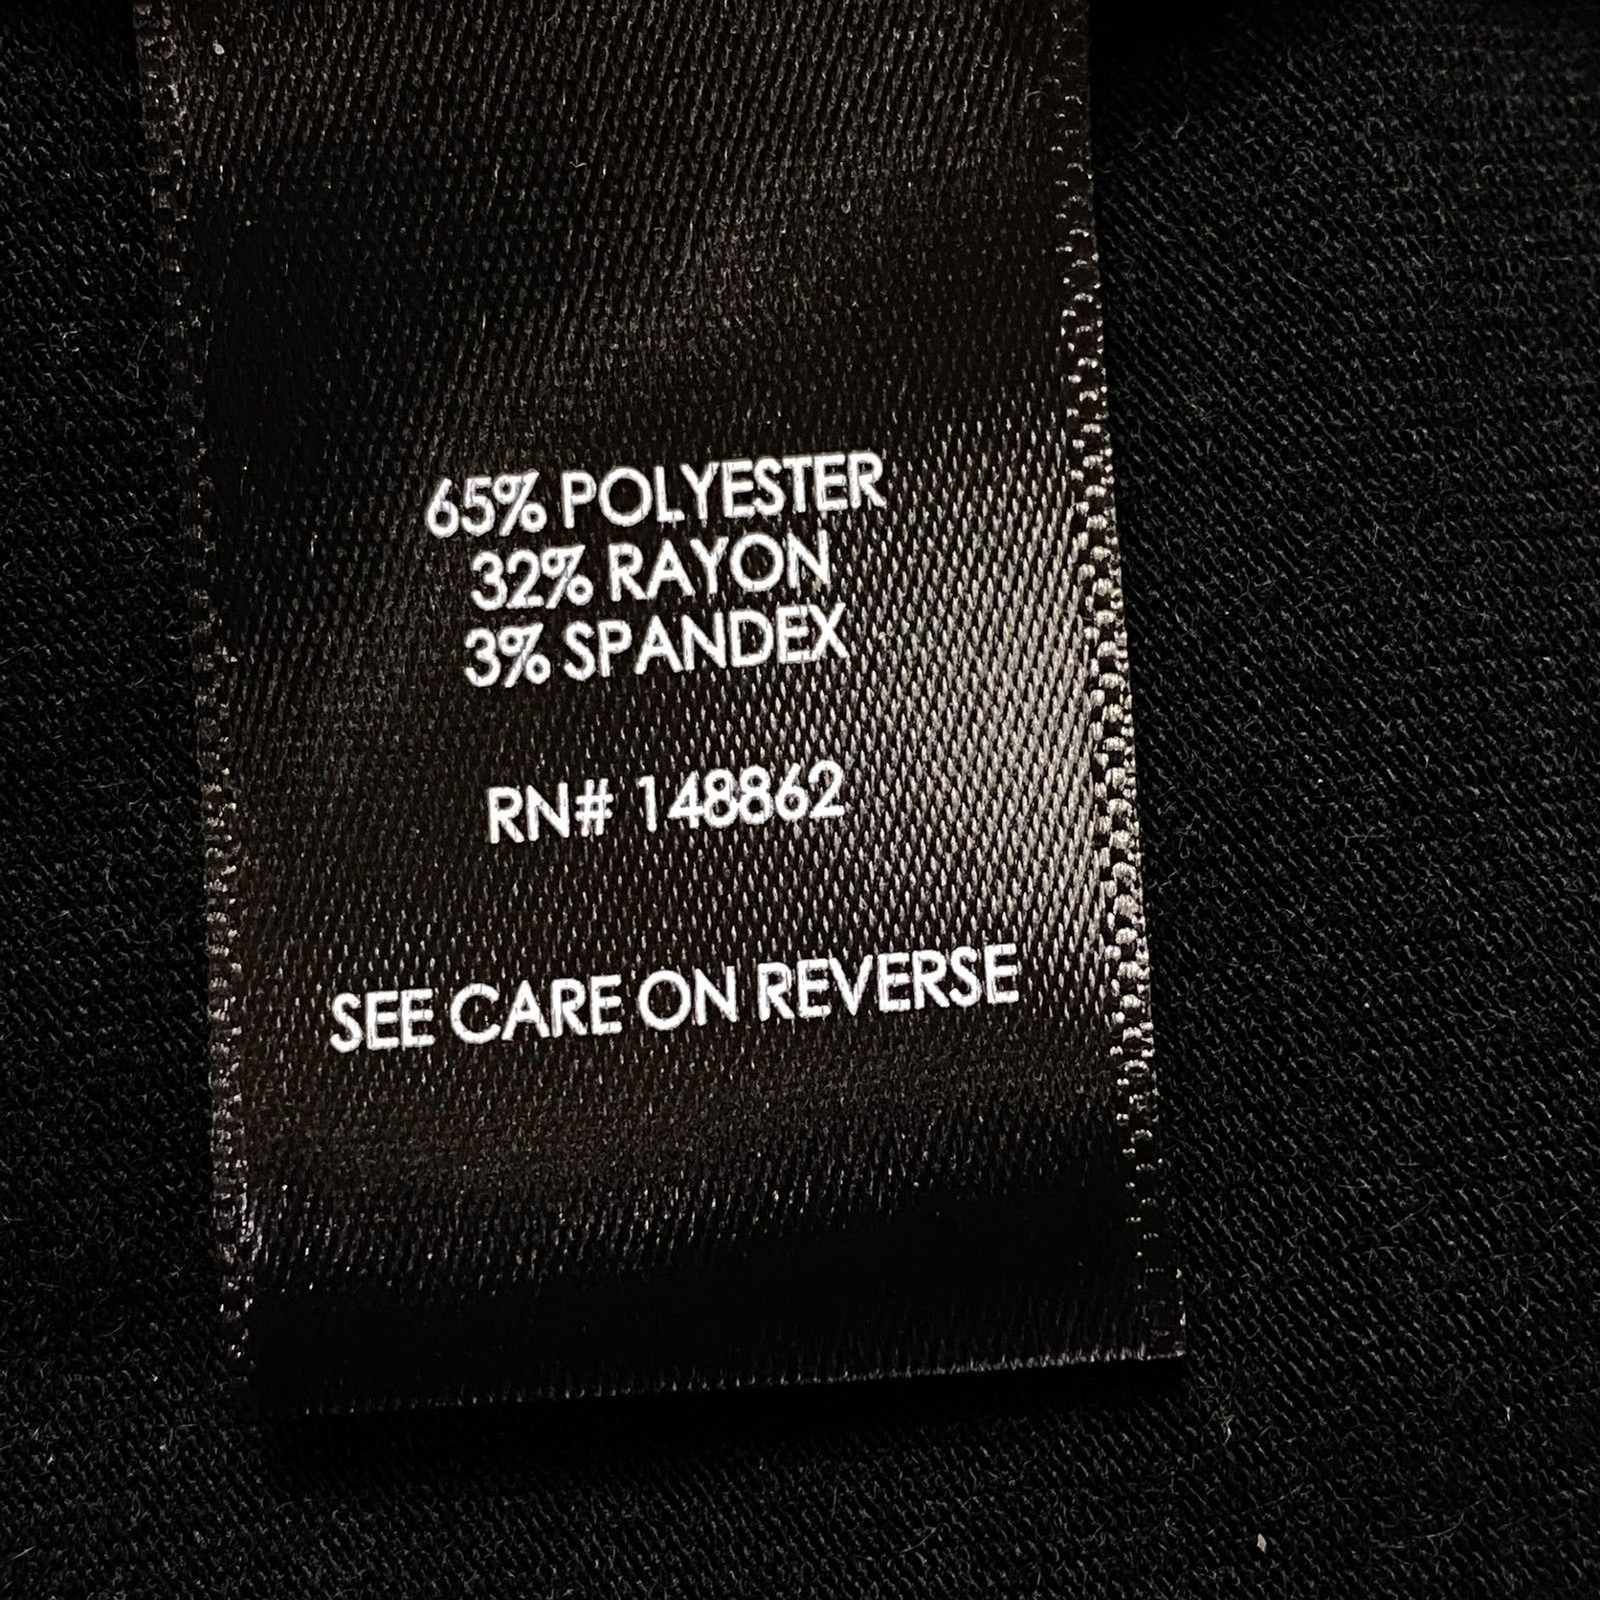 65% POLYESTER
32% RAYON
3% SPANDEX
RN# 148862
SEE CARE ON REVERSE